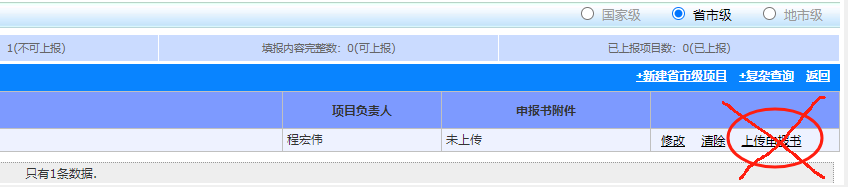 国家级 省市级 地市级
1(不可上报) 填报内容完整数：0(可上报) 已上报项目数：0(已上报)
+新建省市级项目 +复杂查询 返回
项目负责人 申报书附件
程宏伟 未上传 修改 清除 上传申报书
只有1条数据.